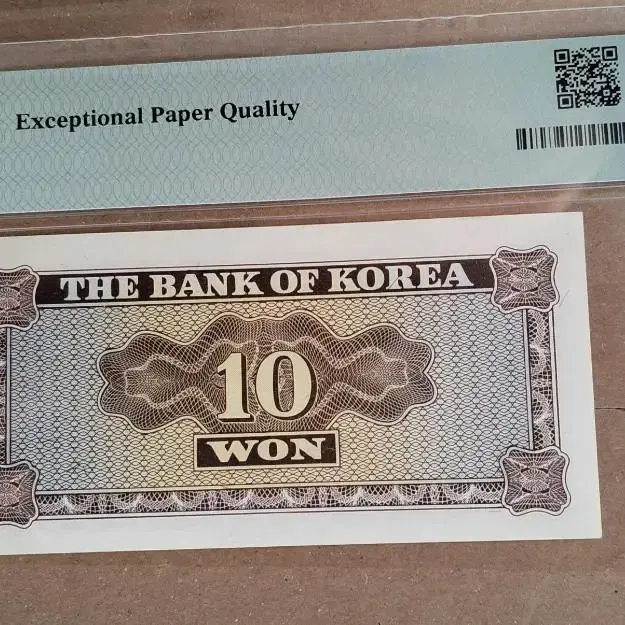 Exceptional Paper Quality
THE BANK OF KOREA
10
WON